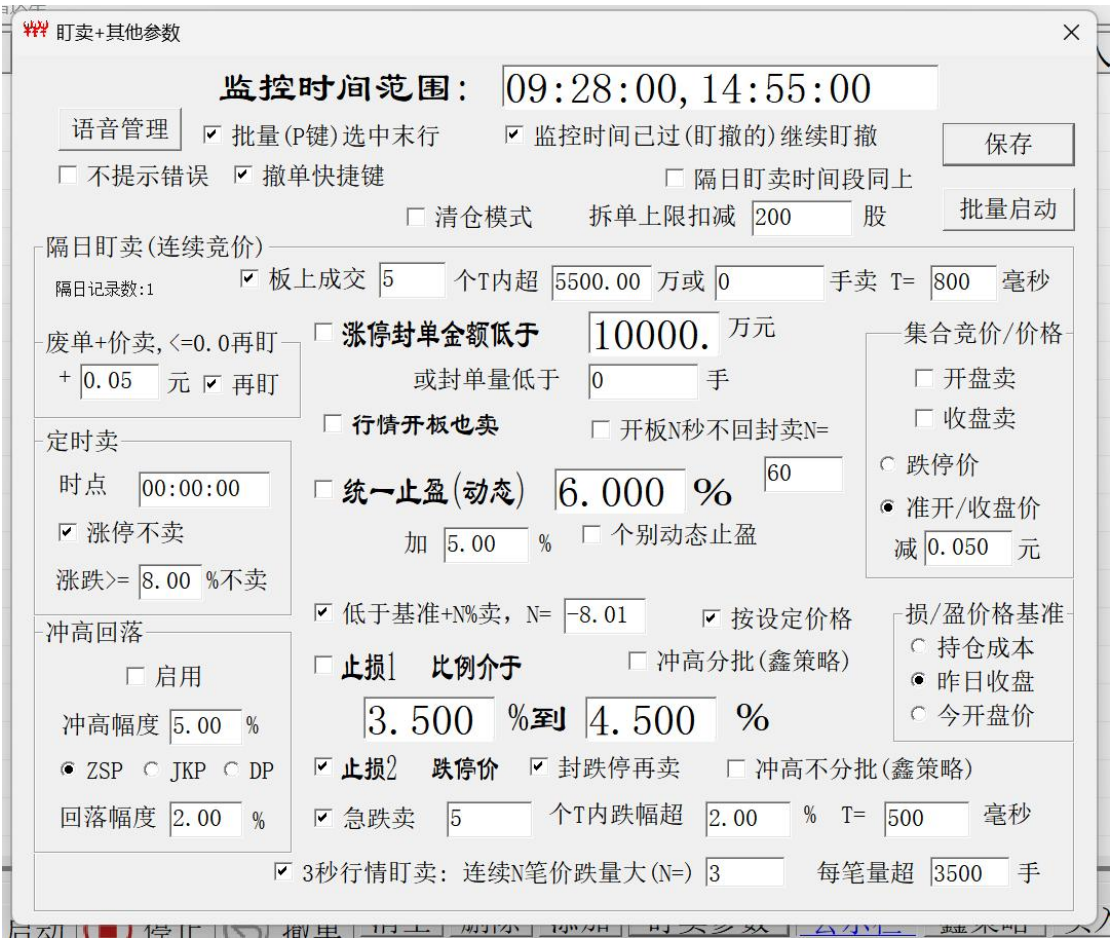 盯卖+其他参数
监控时间范围： 09:28:00,14:55:00
语音管理 批量(P键)选中末行 监控时间已过(盯撤的)继续盯撤 保存
不提示错误 撤单快捷键 隔日盯卖时间段同上
清仓模式 拆单上限扣减 200 股 批量启动
隔日盯卖(连续竞价)
隔日记录数:1 板上成交 5 个T内超 5500.00 万或 0 手卖 T= 800 毫秒
废单+价卖,<=0.0再盯
+ 0.05 元 再盯
涨停封单金额低于 10000. 万元
或封单量低于 0 手
集合竞价/价格
开盘卖
收盘卖
跌停价
准开/收盘价
减 0.050 元
行情开板也卖 开板N秒不回封卖N=
60
定时卖
时点 00:00:00
涨停不卖
涨跌>= 8.00 %不卖
统一止盈(动态) 6.000 %
加 5.00 % 个别动态止盈
低于基准+N%卖，N= -8.01 按设定价格
损/盈价格基准
持仓成本
昨日收盘
今开盘价
冲高回落
启用
冲高幅度 5.00 %
ZSP JKP DP
回落幅度 2.00 %
止损1 比例介于 冲高分批(鑫策略)
3.500 %到 4.500 %
止损2 跌停价 封跌停再卖 冲高不分批(鑫策略)
急跌卖 5 个T内跌幅超 2.00 % T= 500 毫秒
3秒行情盯卖: 连续N笔价跌量大(N=) 3 每笔量超 3500 手
启动 停止 撤单 清空 删除 添加